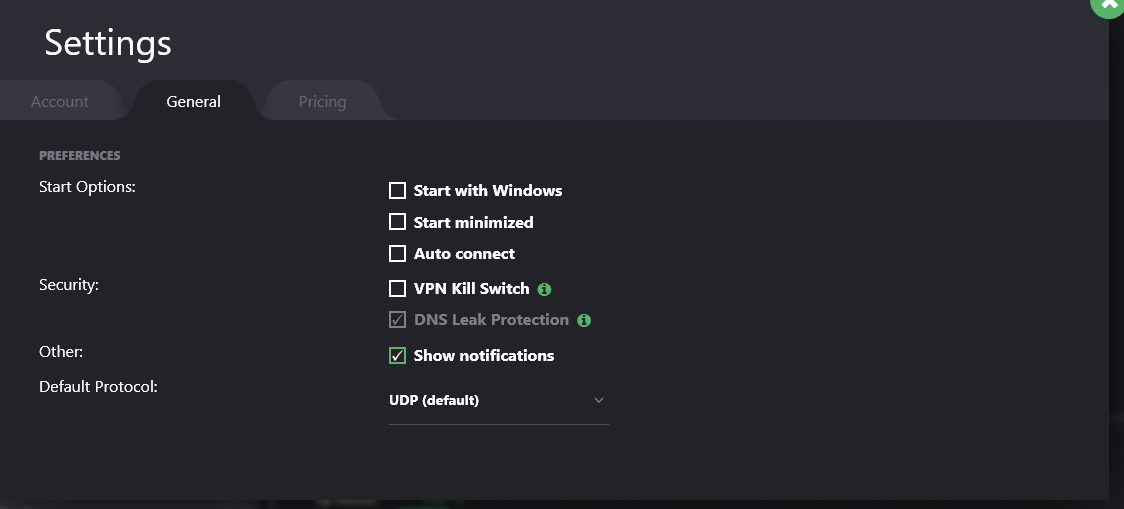 Settings
Account
General
Pricing
PREFERENCES
Start Options:
Start with Windows
Start minimized
Auto connect
Security:
VPN Kill Switch
DNS Leak Protection
Other:
Show notifications
Default Protocol:
UDP (default)